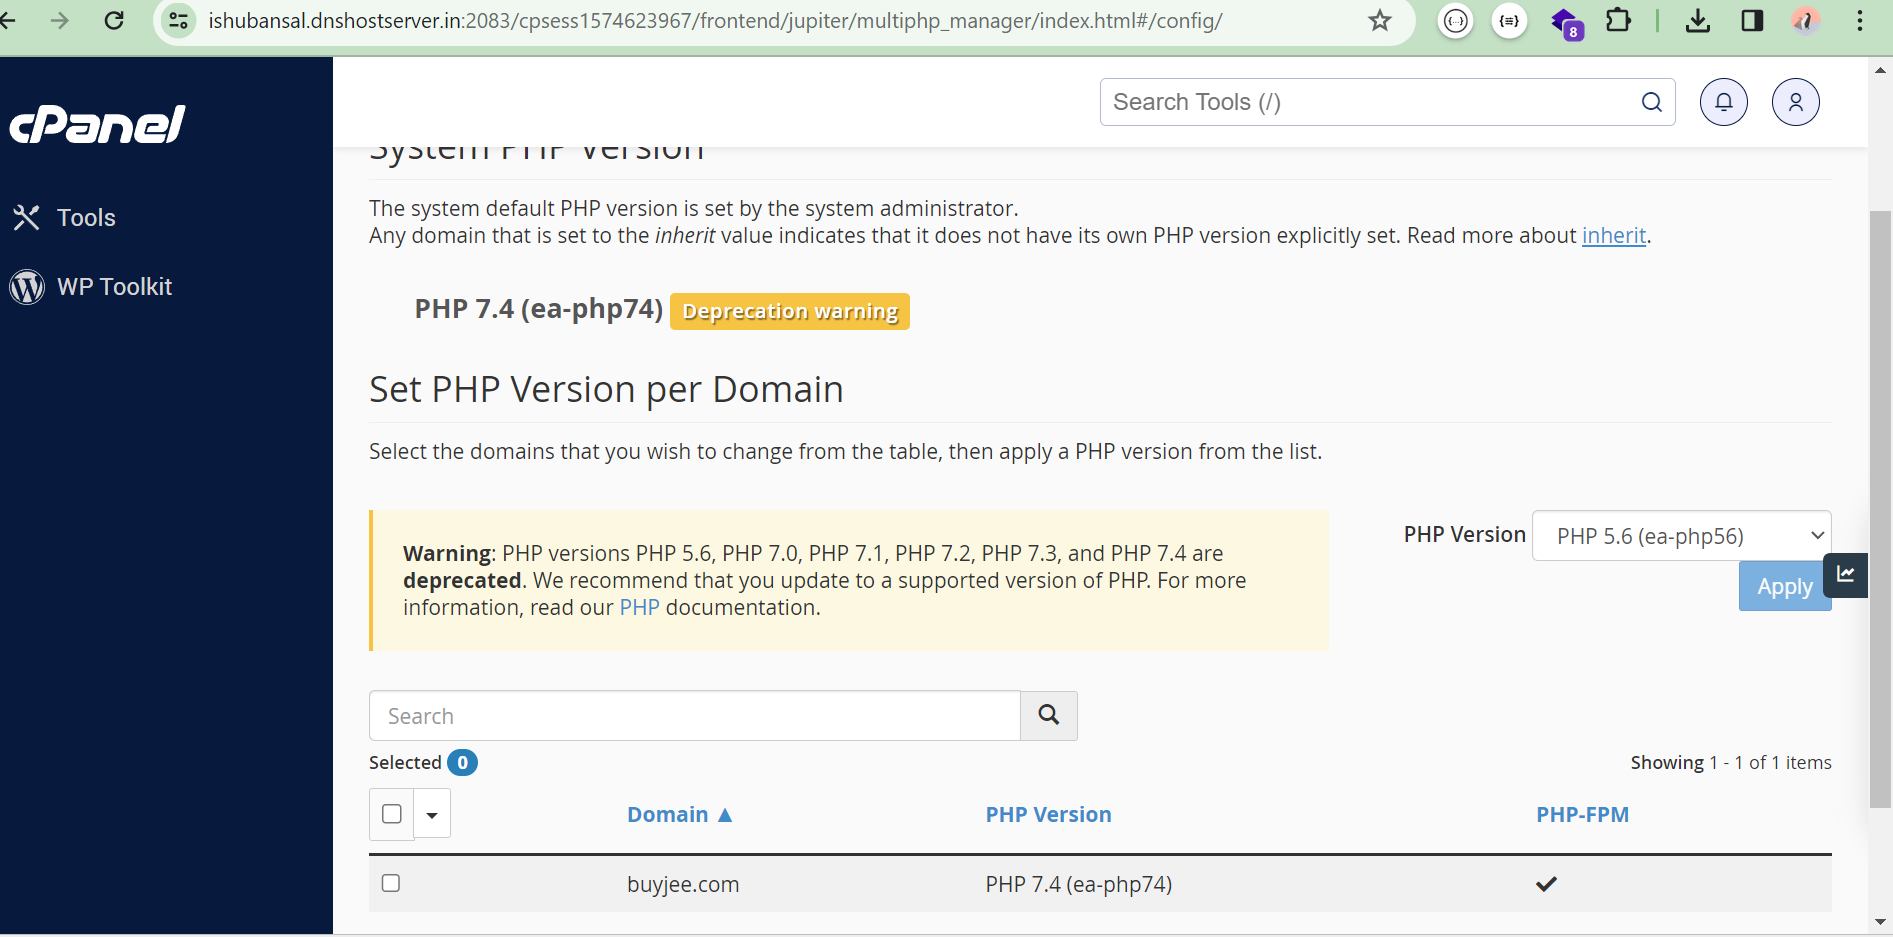 ishubansal.dnshostserver.in:2083/cpsess1574623967/frontend/jupiter/multiphp_manager/index.html#/config/
8
cPanel
Search Tools (/)
Tools
WP Toolkit
System PHP Version
The system default PHP version is set by the system administrator.
Any domain that is set to the inherit value indicates that it does not have its own PHP version explicitly set. Read more about inherit.
PHP 7.4 (ea-php74) Deprecation warning
Set PHP Version per Domain
Select the domains that you wish to change from the table, then apply a PHP version from the list.
Warning: PHP versions PHP 5.6, PHP 7.0, PHP 7.1, PHP 7.2, PHP 7.3, and PHP 7.4 are
deprecated. We recommend that you update to a supported version of PHP. For more
information, read our PHP documentation.
PHP Version PHP 5.6 (ea-php56)
Apply
Search
Selected 0
Showing 1 - 1 of 1 items
Domain ▲ PHP Version PHP-FPM
buyjee.com PHP 7.4 (ea-php74)